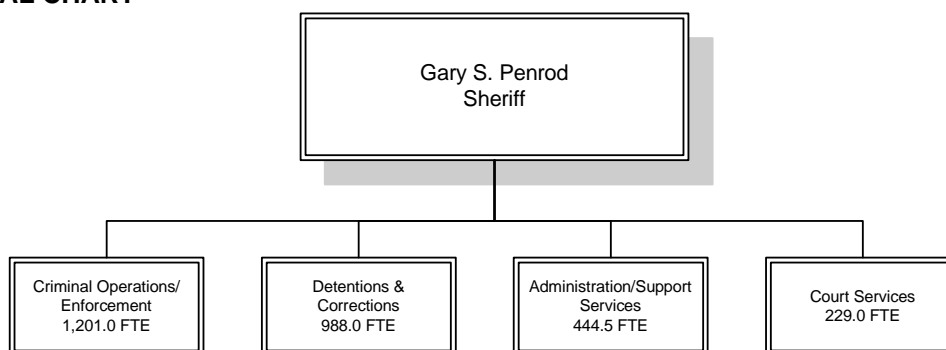 AL CHART
Gary S. Penrod
Sheriff
Criminal Operations/
Enforcement
1,201.0 FTE
Detentions &
Corrections
988.0 FTE
Administration/Support
Services
444.5 FTE
Court Services
229.0 FTE